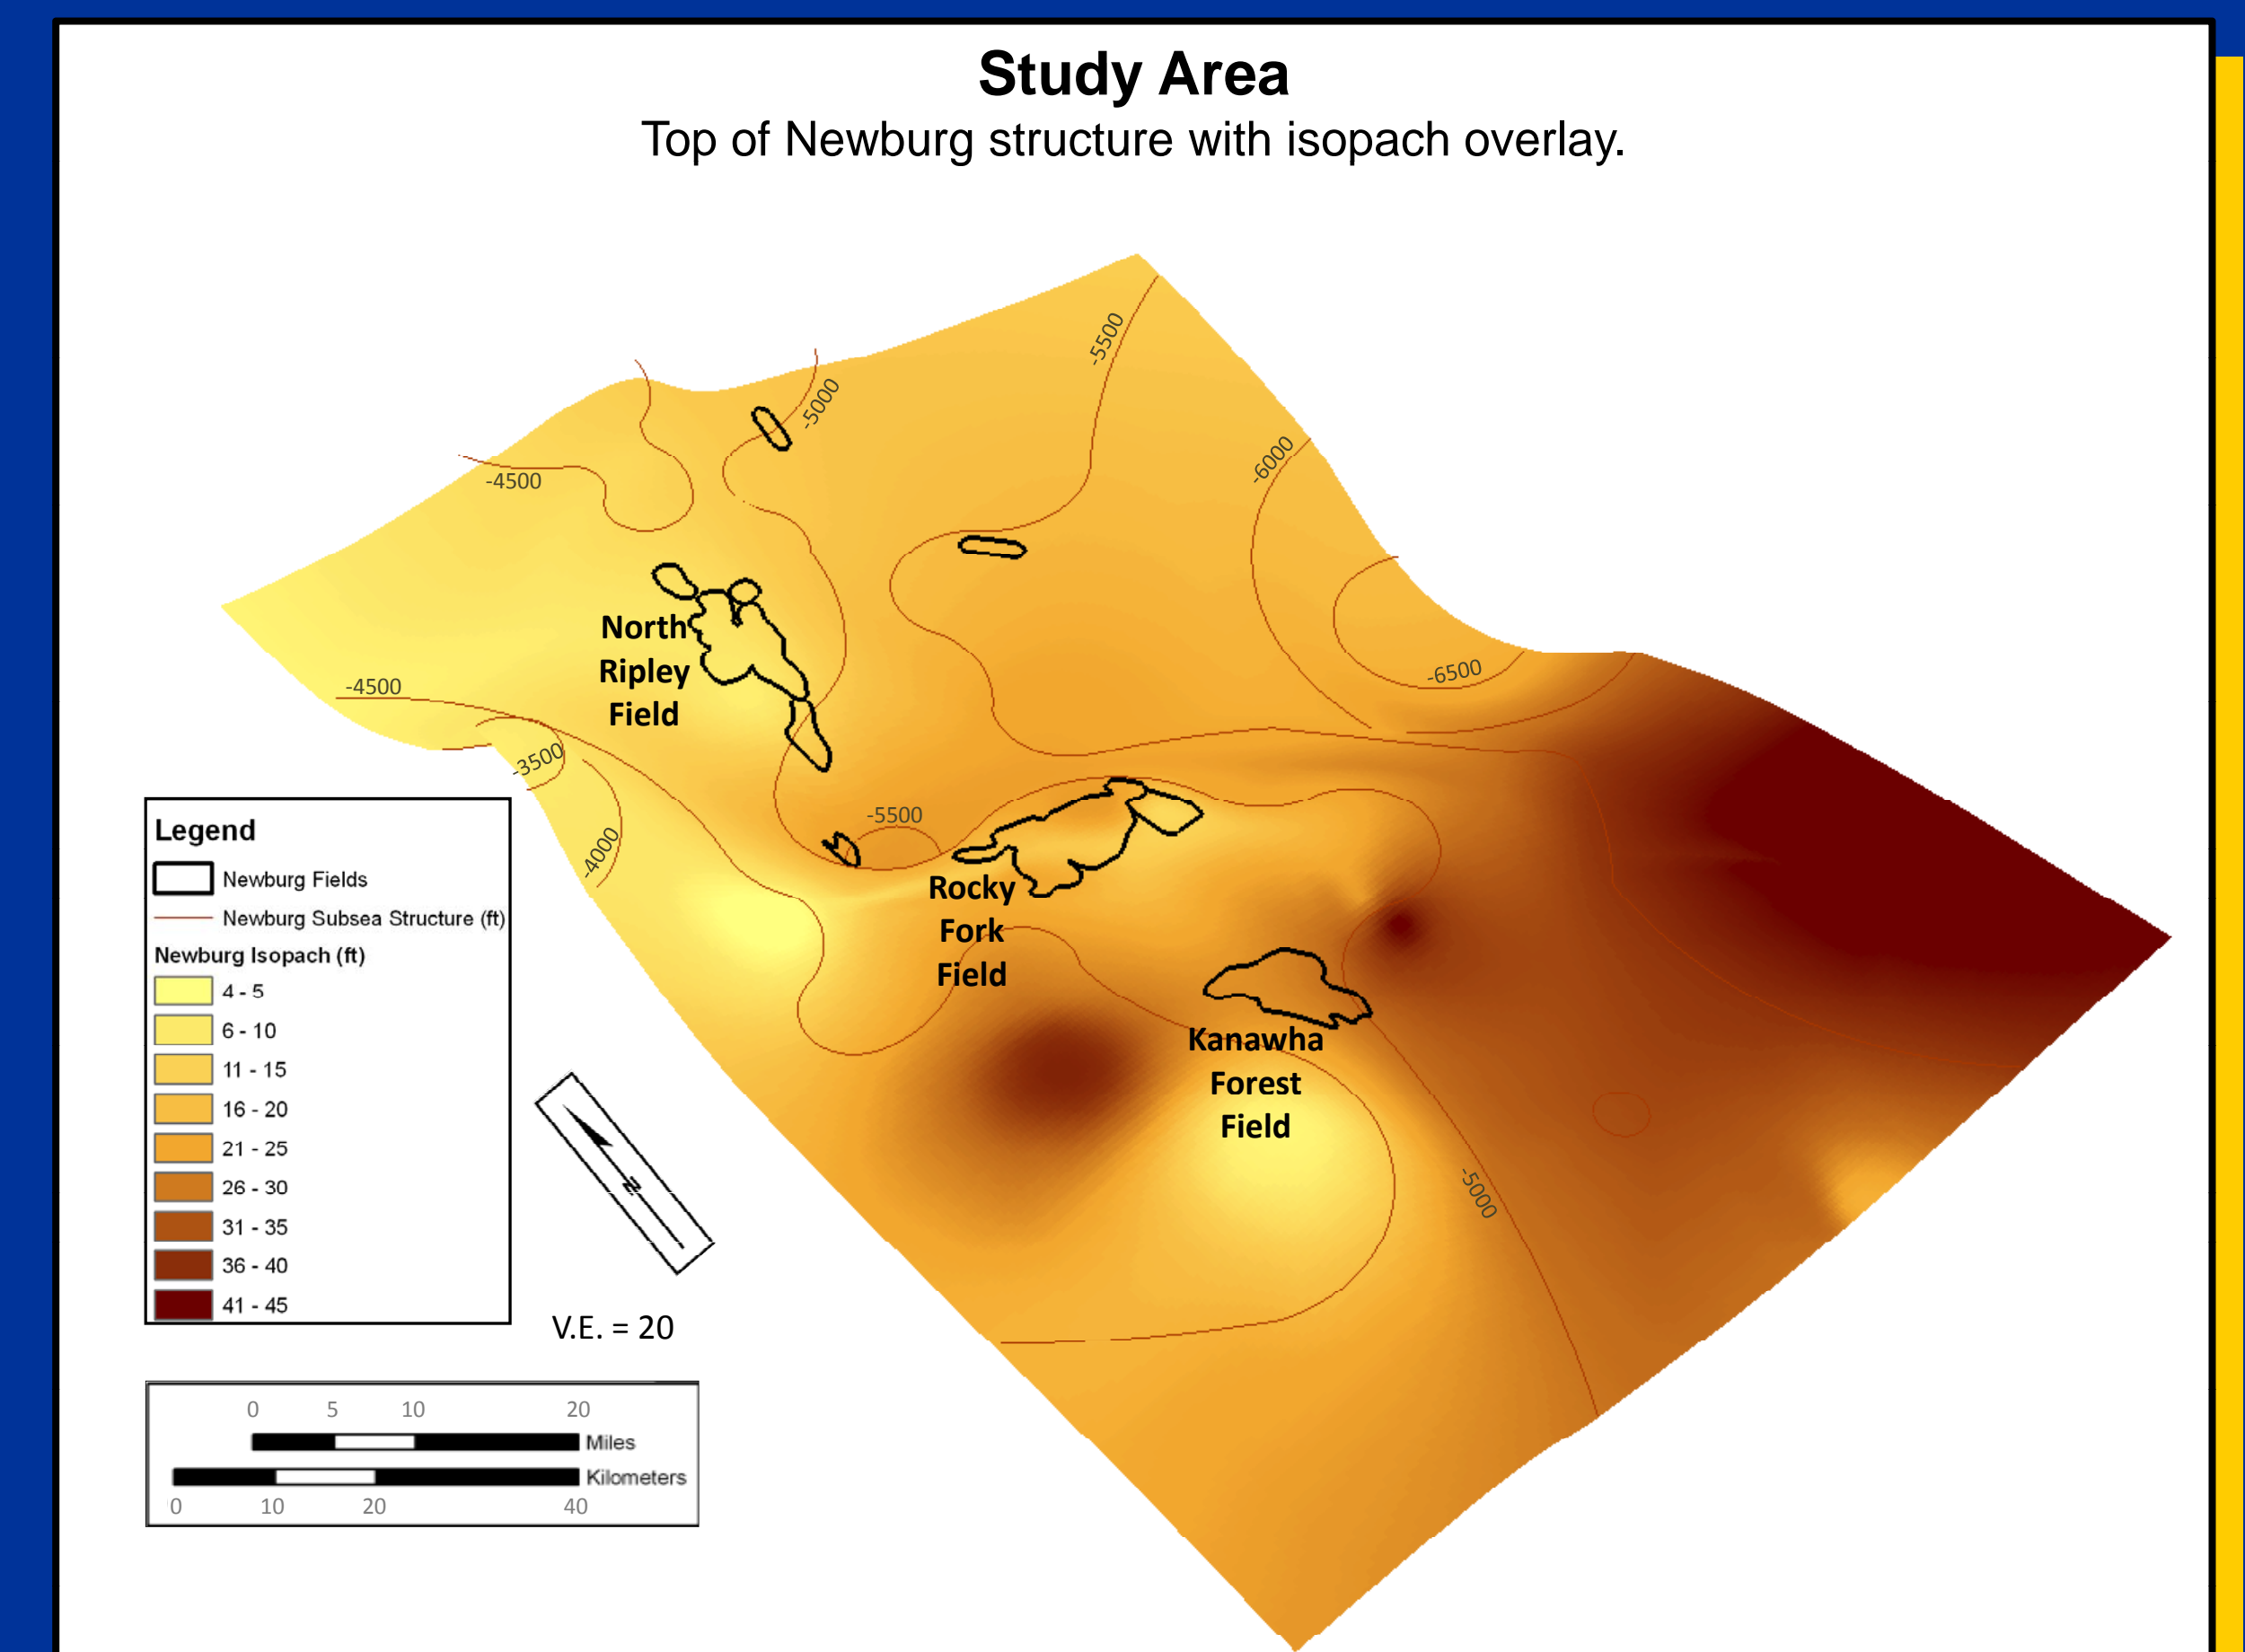 Study Area
Top of Newburg structure with isopach overlay.
-5500
-5000
-6000
-4500
North
Ripley
Field
-6500
-4500
-3500
-5500
-4000
Rocky
Fork
Field
Kanawha
Forest
Field
-5000
Legend
Newburg Fields
Newburg Subsea Structure (ft)
Newburg Isopach (ft)
4 - 5
6 - 10
11 - 15
16 - 20
21 - 25
26 - 30
31 - 35
36 - 40
41 - 45
N
V.E. = 20
0 5 10 20
Miles
Kilometers
0 10 20 40